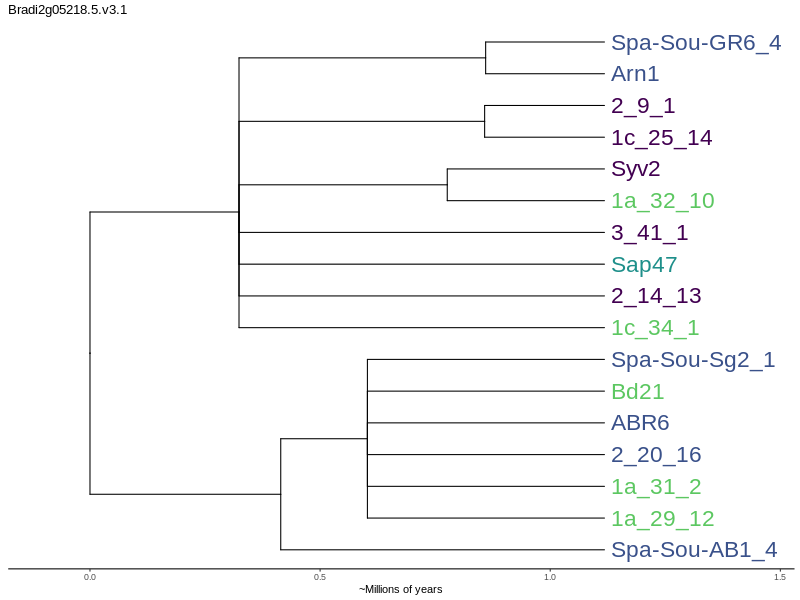 Bradi2g05218.5.v3.1
Spa-Sou-GR6_4
Arn1
2_9_1
1c_25_14
Syv2
1a_32_10
3_41_1
Sap47
2_14_13
1c_34_1
Spa-Sou-Sg2_1
Bd21
ABR6
2_20_16
1a_31_2
1a_29_12
Spa-Sou-AB1_4
0.0 0.5 1.0 1.5
~Millions of years